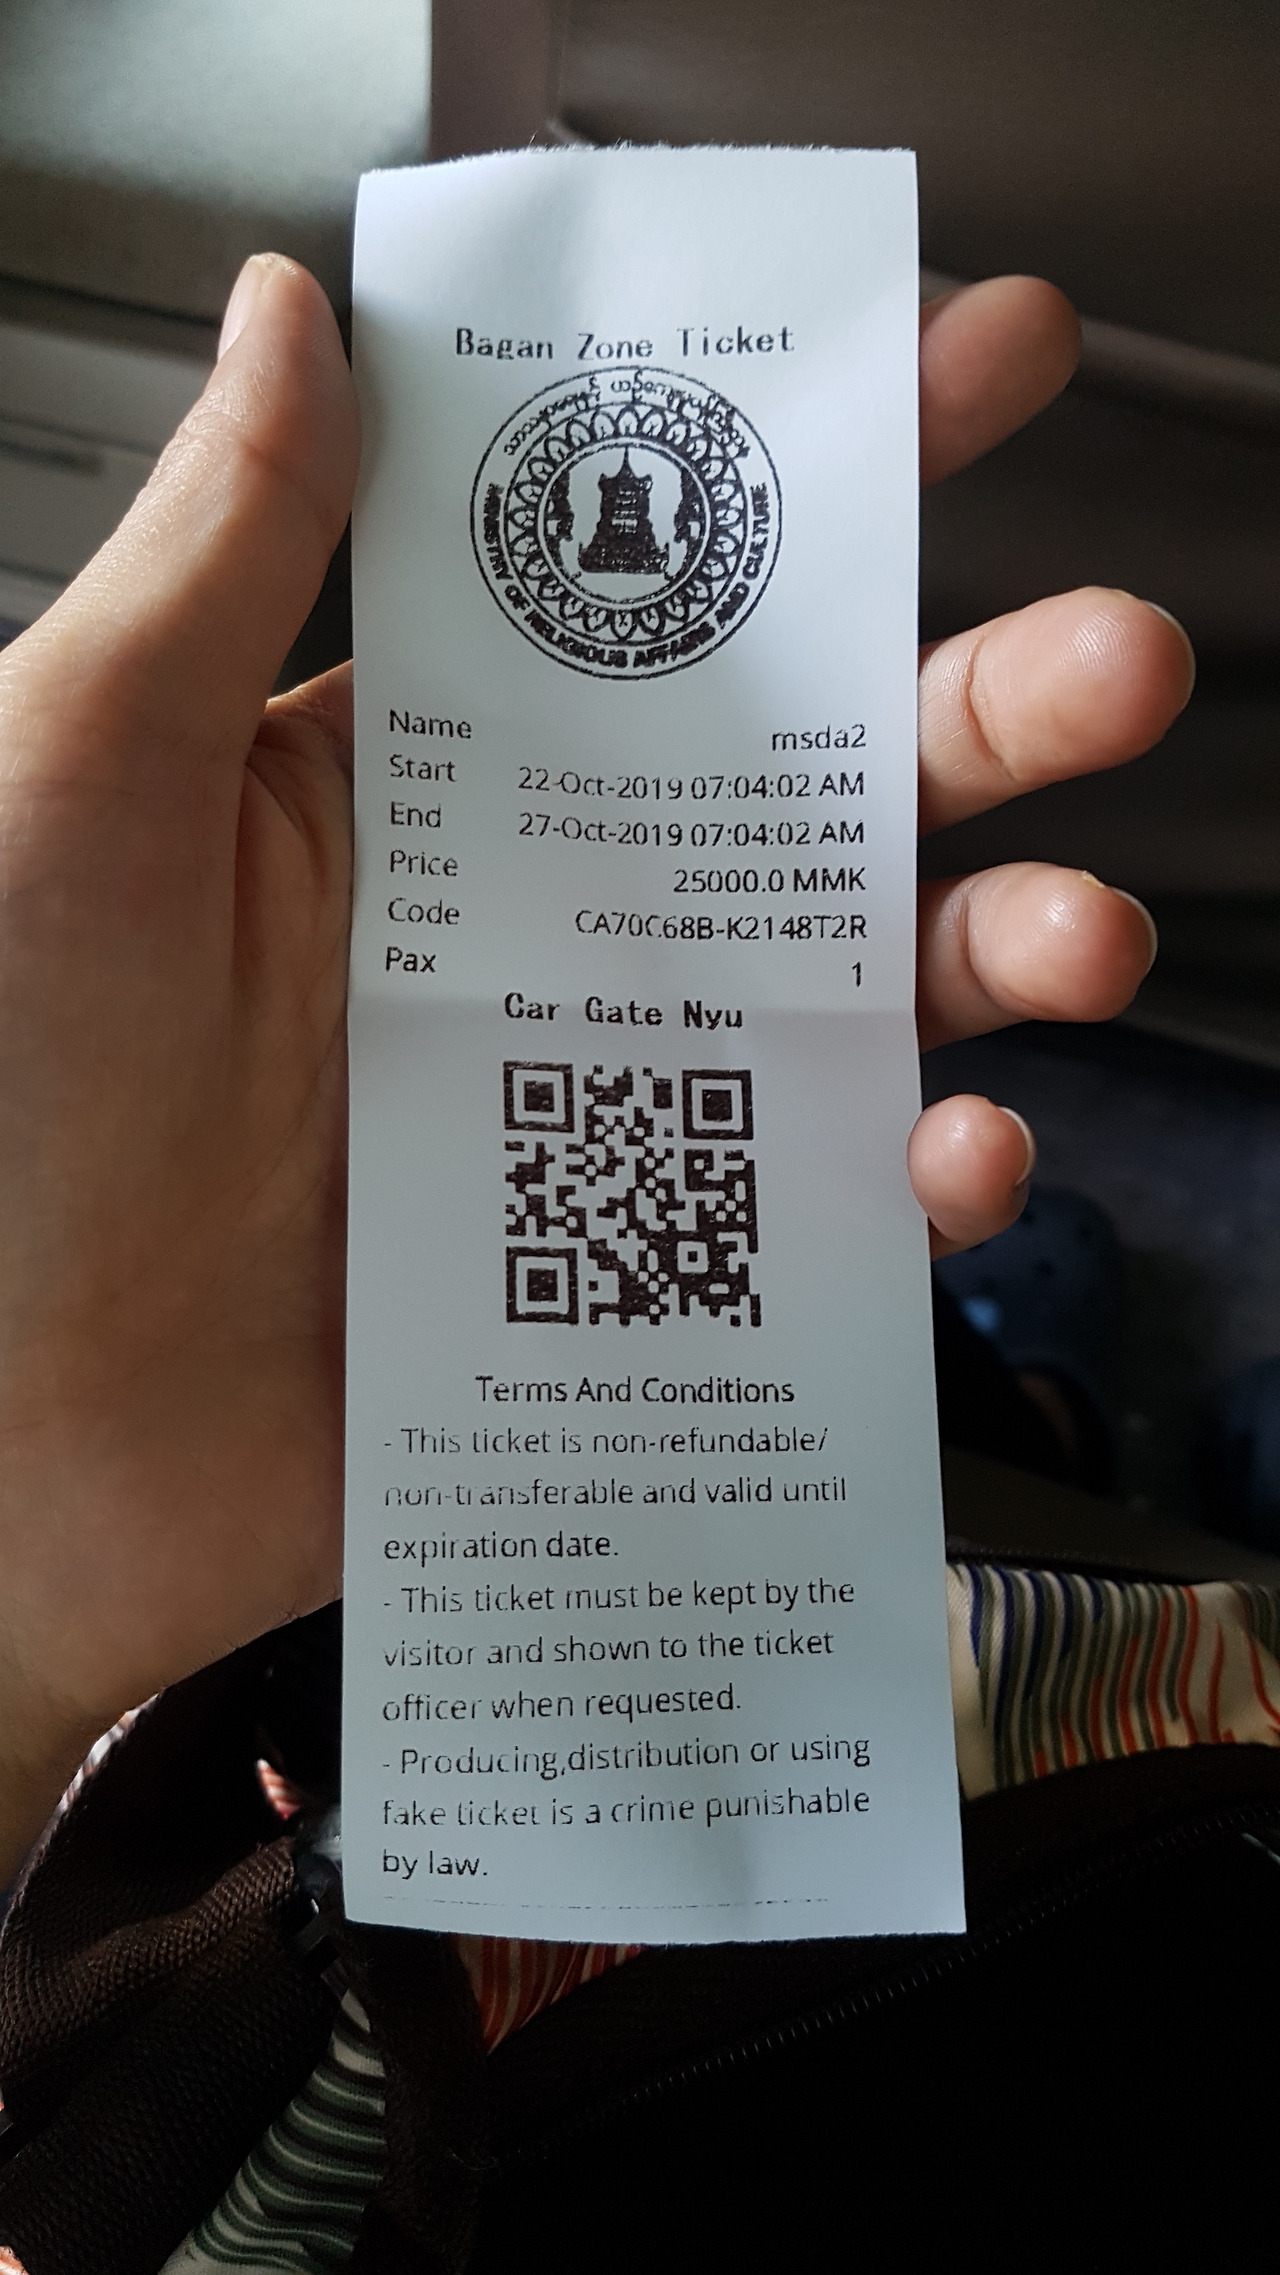 Bagan Zone Ticket
MINISTRY OF RELIGIOUS AFFAIRS AND CULTURE
Name msda2
Start 22-Oct-2019 07:04:02 AM
End 27-Oct-2019 07:04:02 AM
Price 25000.0 MMK
Code CA70C68B-K2148T2R
Pax 1
Car Gate Nyu
Terms And Conditions
- This ticket is non-refundable/
non-transferable and valid until
expiration date.
- This ticket must be kept by the
visitor and shown to the ticket
officer when requested.
- Producing,distribution or using
fake ticket is a crime punishable
by law.